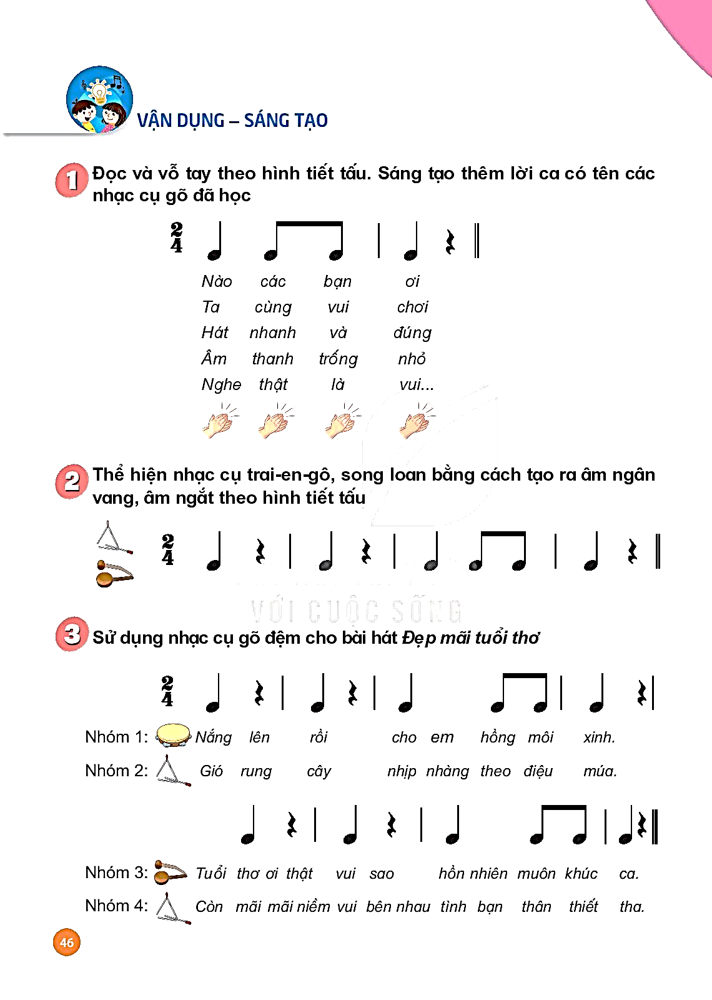 VẬN DỤNG – SÁNG TẠO
1 Đọc và vỗ tay theo hình tiết tấu. Sáng tạo thêm lời ca có tên các
nhạc cụ gõ đã học
2
4
Nào các bạn ơi
Ta cùng vui chơi
Hát nhanh và đúng
Âm thanh trống nhỏ
Nghe thật là vui...
2 Thể hiện nhạc cụ trai-en-gô, song loan bằng cách tạo ra âm ngân
vang, âm ngắt theo hình tiết tấu
2
4
VỚI CUỘC SỐNG
3 Sử dụng nhạc cụ gõ đệm cho bài hát Đẹp mãi tuổi thơ
2
4
Nhóm 1: Nắng lên rồi cho em hồng môi xinh.
Nhóm 2: Gió rung cây nhịp nhàng theo điệu múa.
Nhóm 3: Tuổi thơ ơi thật vui sao hồn nhiên muôn khúc ca.
Nhóm 4: Còn mãi mãi niềm vui bên nhau tình bạn thân thiết tha.
46